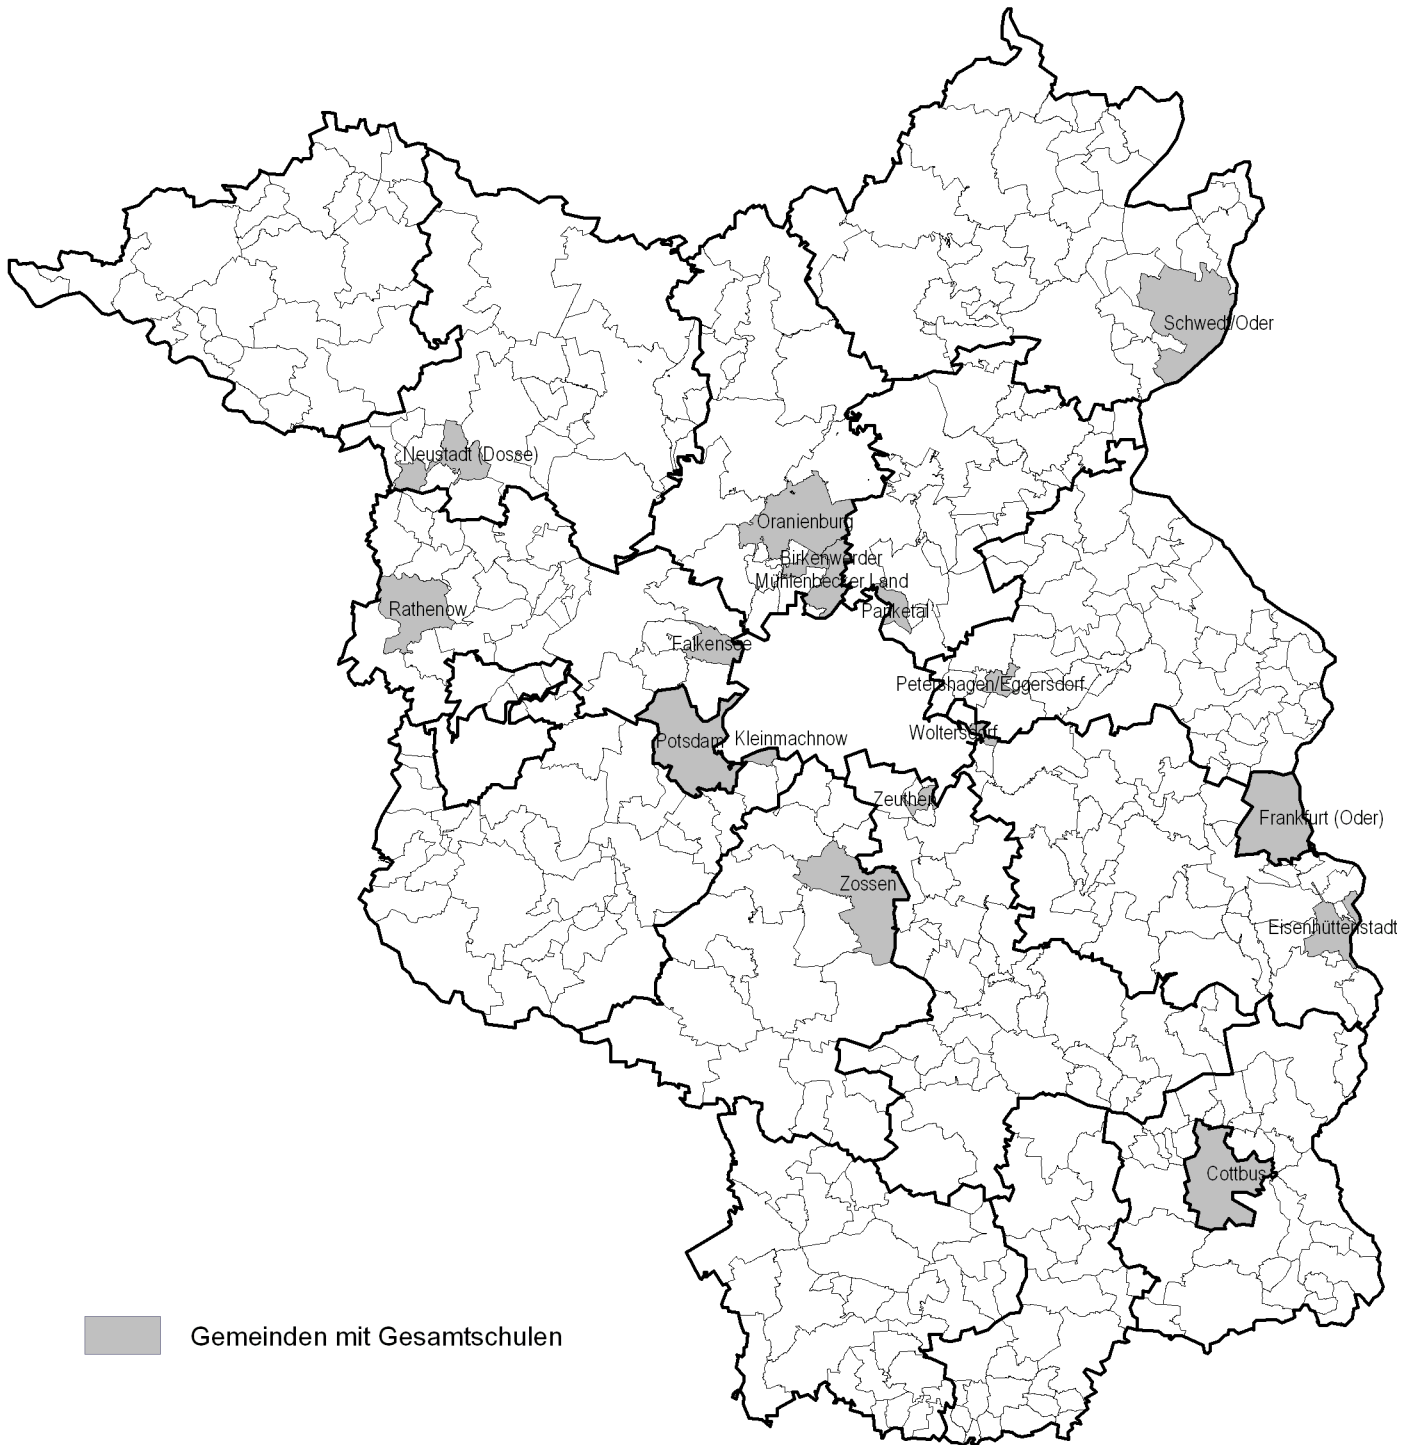 Schwedt/Oder
Neustadt (Dosse)
Oranienburg
Birkenwerder
Mühlenbecker Land
Rathenow
Panketal
Falkensee
Petershagen/Eggersdorf
Woltersdorf
Potsdam
Kleinmachnow
Zeuthen
Frankfurt (Oder)
Zossen
Eisenhüttenstadt
Cottbus
Gemeinden mit Gesamtschulen